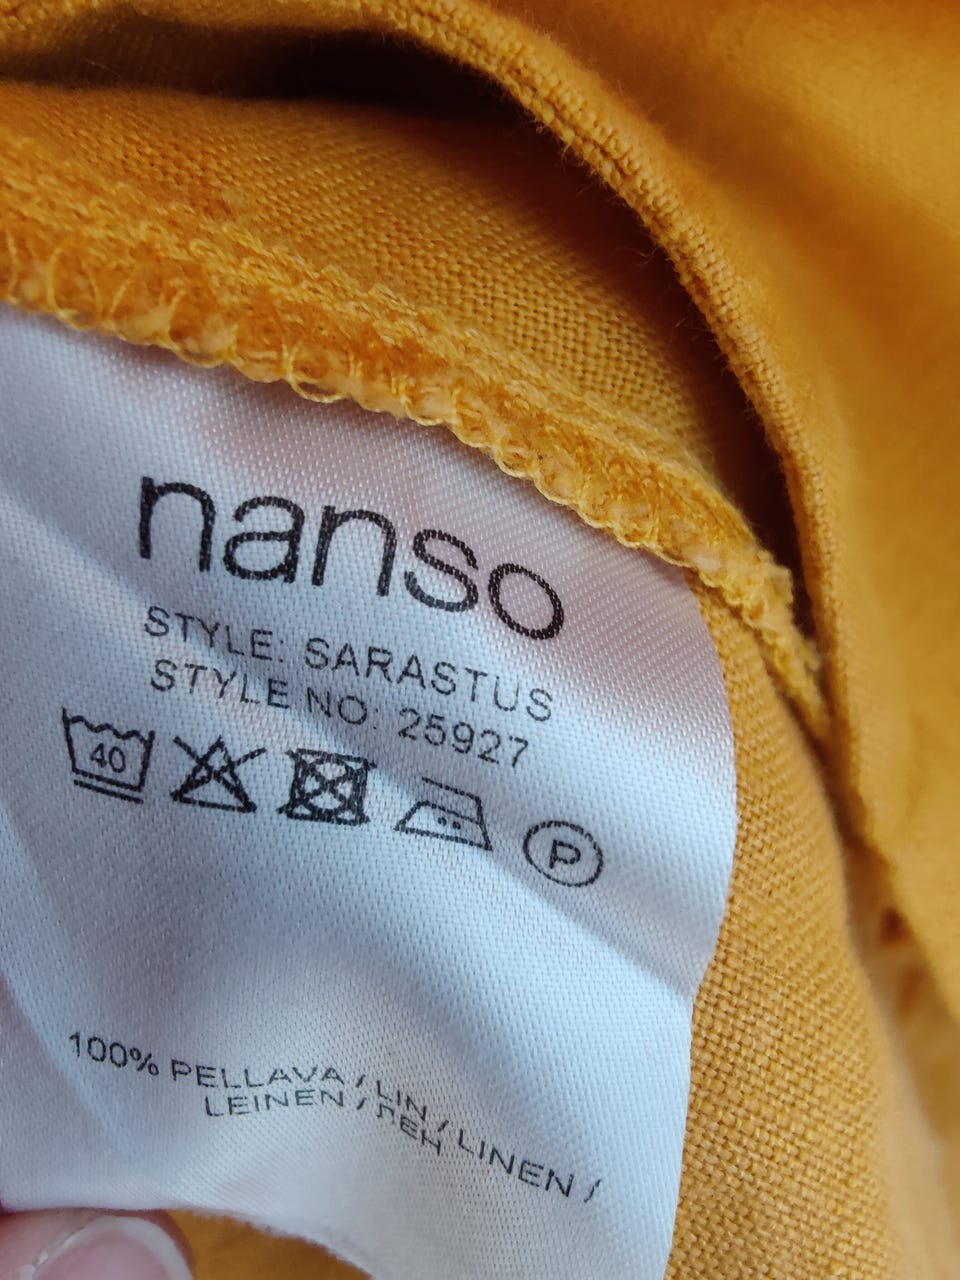 nanso
STYLE: SARASTUS
STYLE NO: 25927
40
P
100% PELLAVA / LIN / LINEN /
LEINEN / ЛЕН